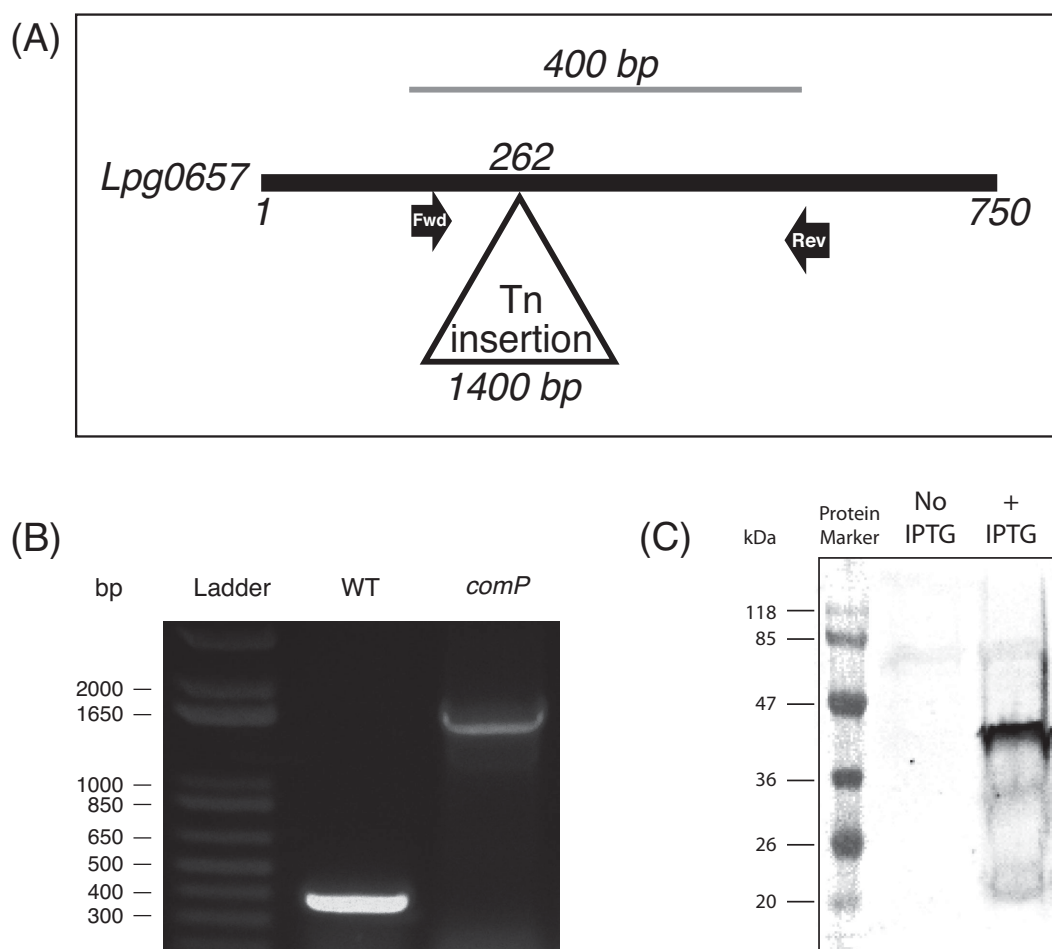 (A)
400 bp
262
Lpg0657
1
750
Fwd
Rev
Tn
insertion
1400 bp
(B)
bp
Ladder
WT
comP
2000
1650
1000
850
650
500
400
300
(C)
kDa
Protein
Marker
No
IPTG
+
IPTG
118
85
47
36
26
20